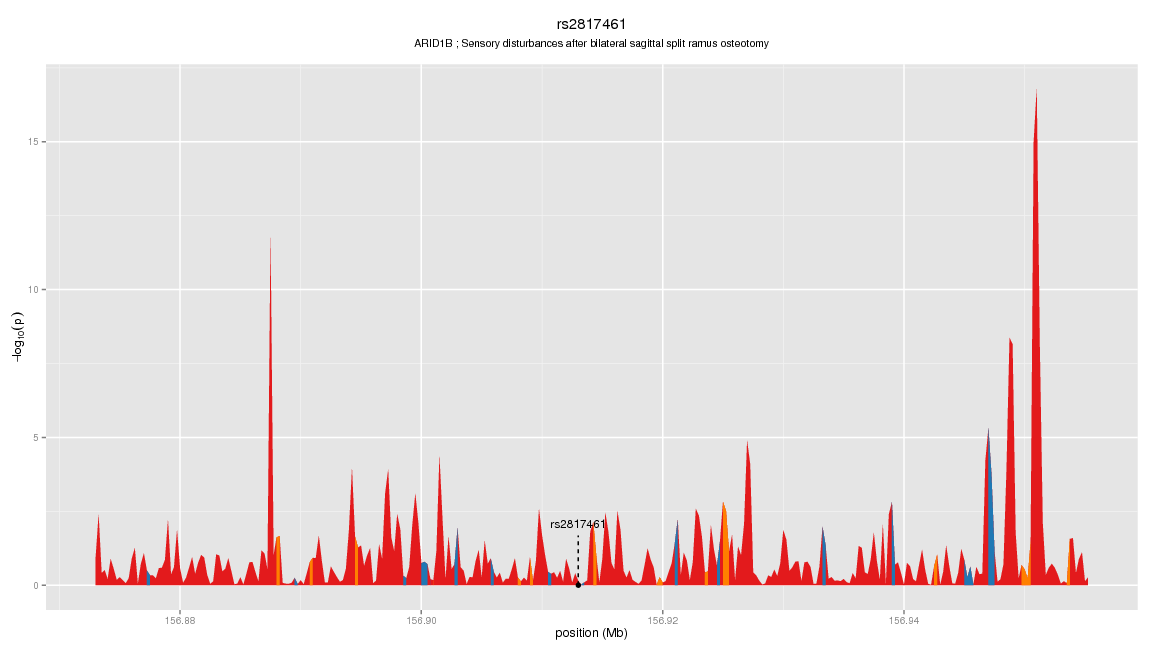 rs2817461
ARID1B ; Sensory disturbances after bilateral sagittal split ramus osteotomy
15
10
5
0
−log10(p)
rs2817461
156.88
156.90
156.92
156.94
position (Mb)